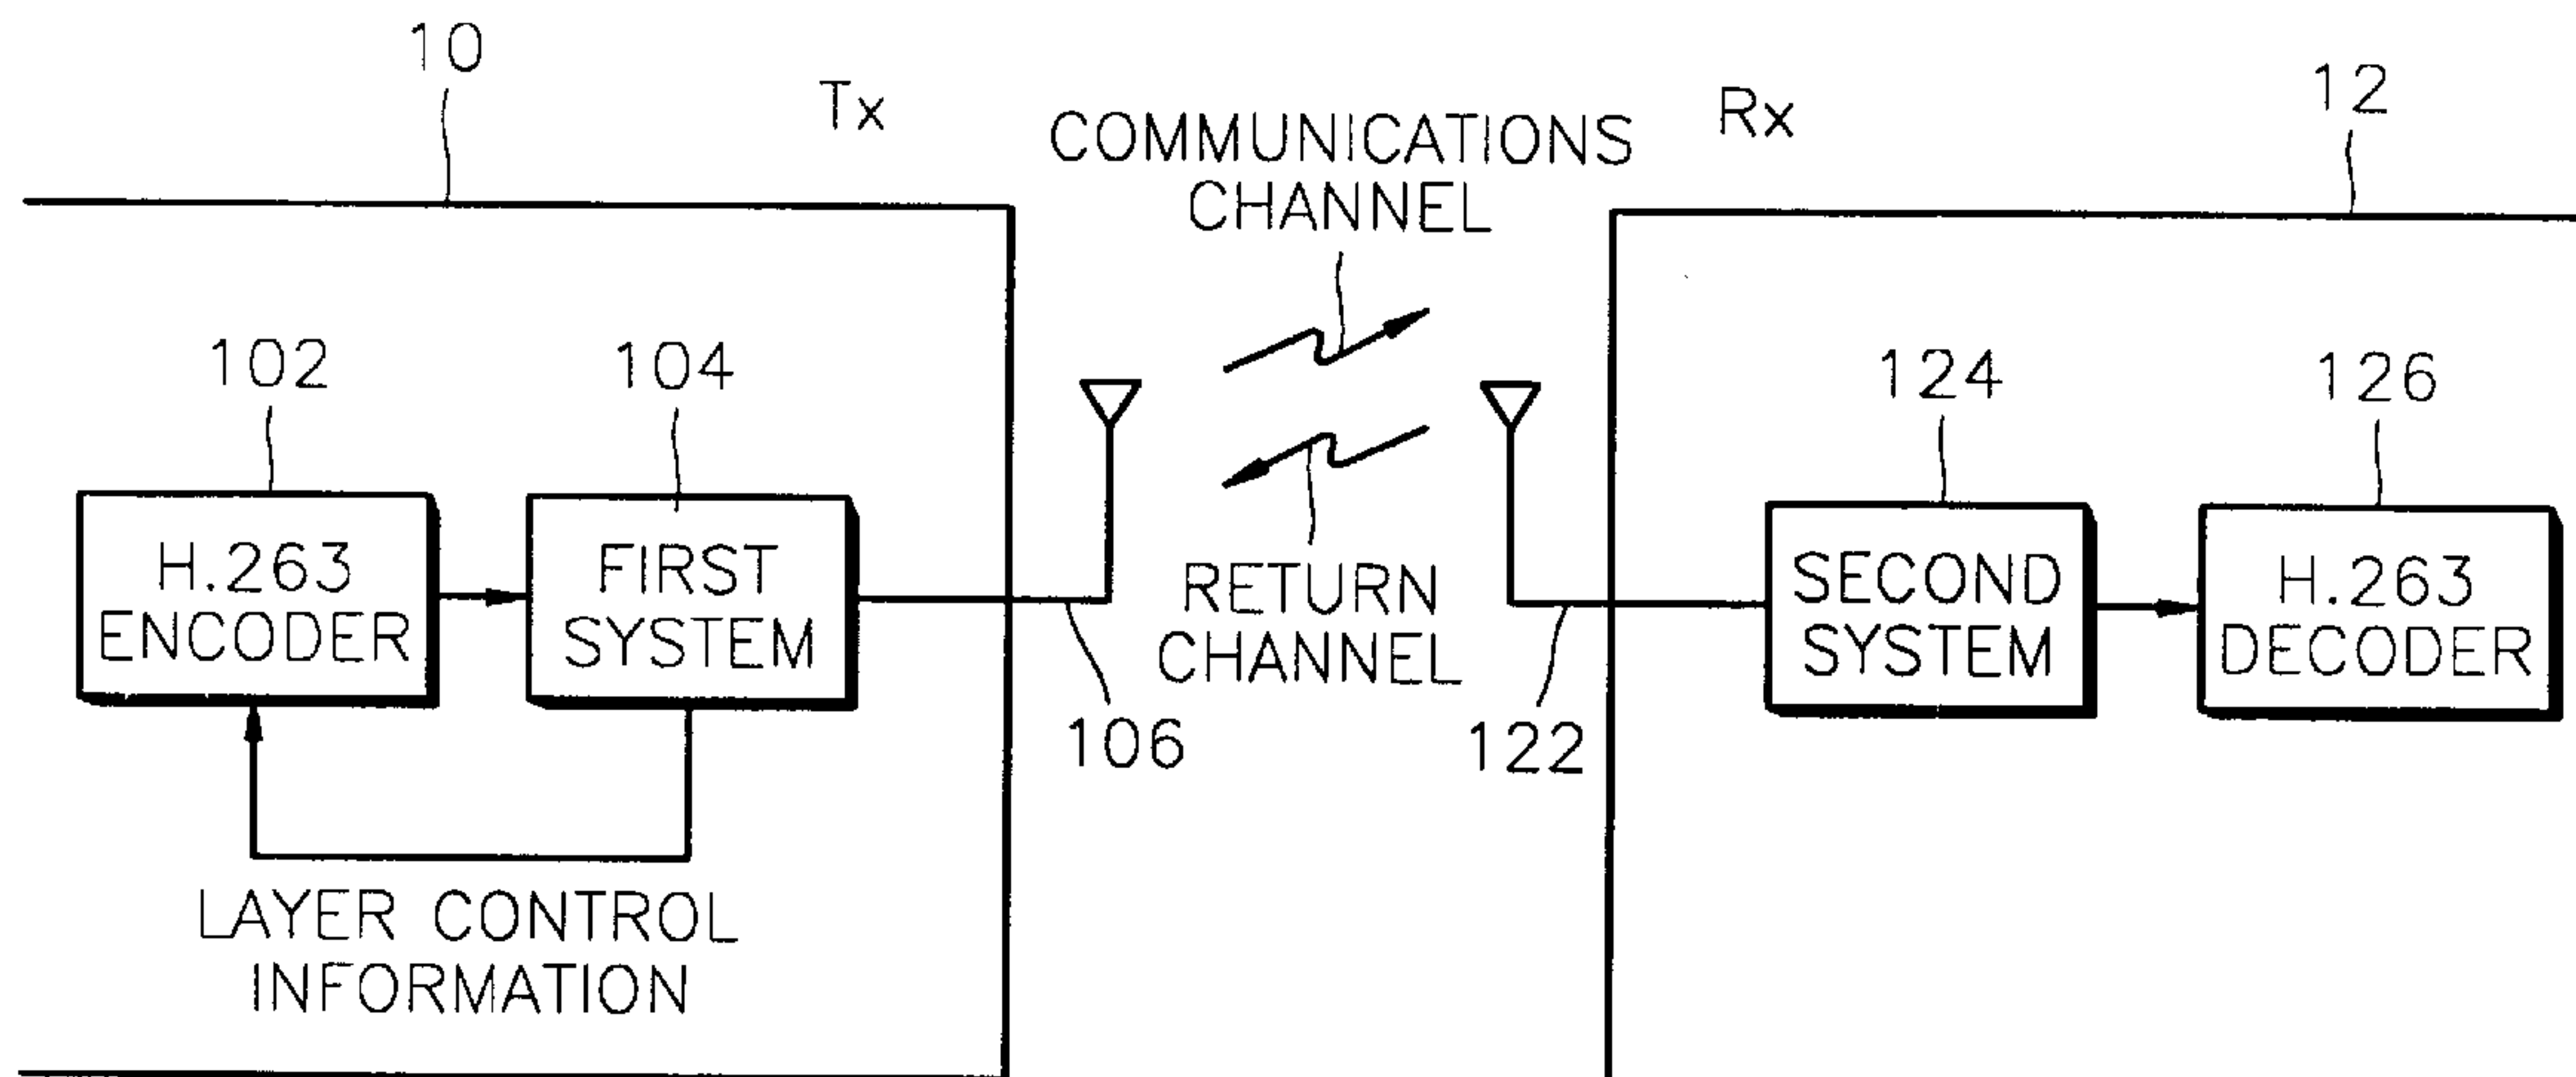 10
Tx
COMMUNICATIONS
CHANNEL
Rx
12
102
104
124
126
H.263
ENCODER
FIRST
SYSTEM
RETURN
CHANNEL
SECOND
SYSTEM
H.263
DECODER
106
122
LAYER CONTROL
INFORMATION